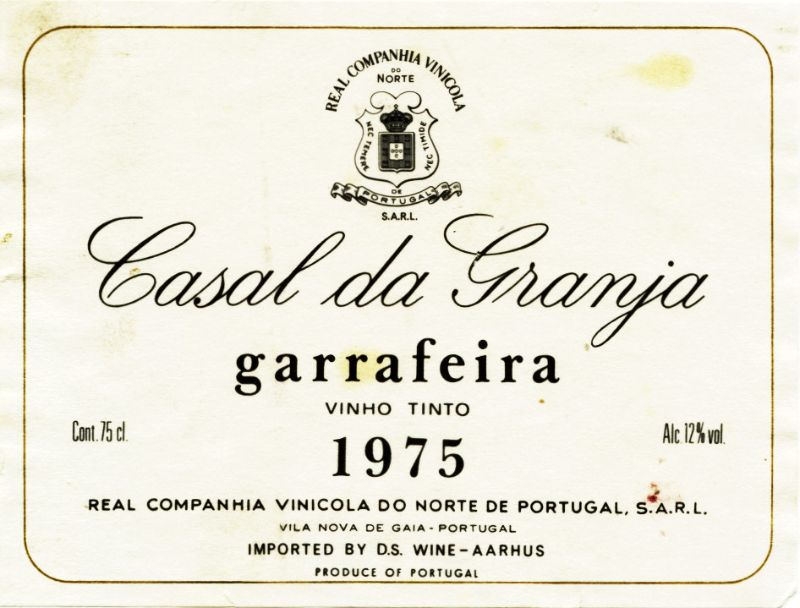 REAL COMPANHIA VINICOLA
DO
NORTE
NEC TEMERE
NEC TIMIDE
DE
PORTUGAL
S.A.R.L.
Casal da Granja
garrafeira
VINHO TINTO
Cont. 75 cl.
Alc. 12% vol.
1975
REAL COMPANHIA VINICOLA DO NORTE DE PORTUGAL, S.A.R.L.
VILA NOVA DE GAIA - PORTUGAL
IMPORTED BY D.S. WINE - AARHUS
PRODUCE OF PORTUGAL